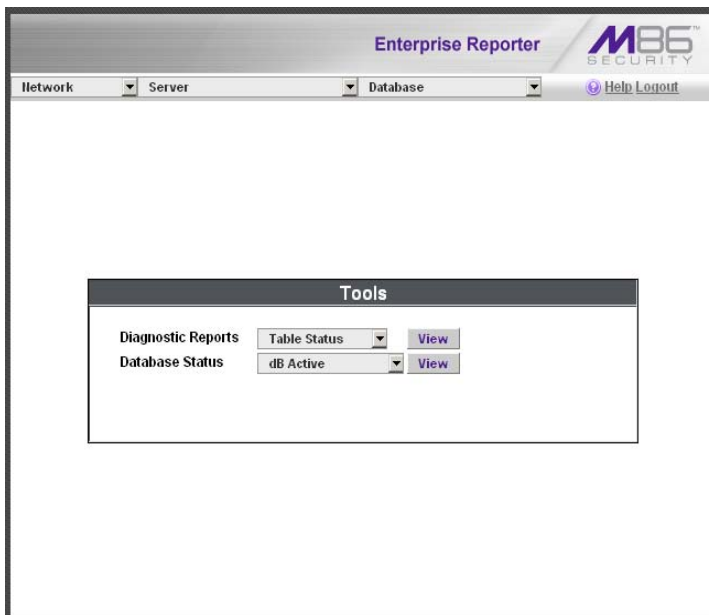 Enterprise Reporter
M86™
SECURITY
Network Server Database Help Logout
Tools
Diagnostic Reports Table Status View
Database Status dB Active View